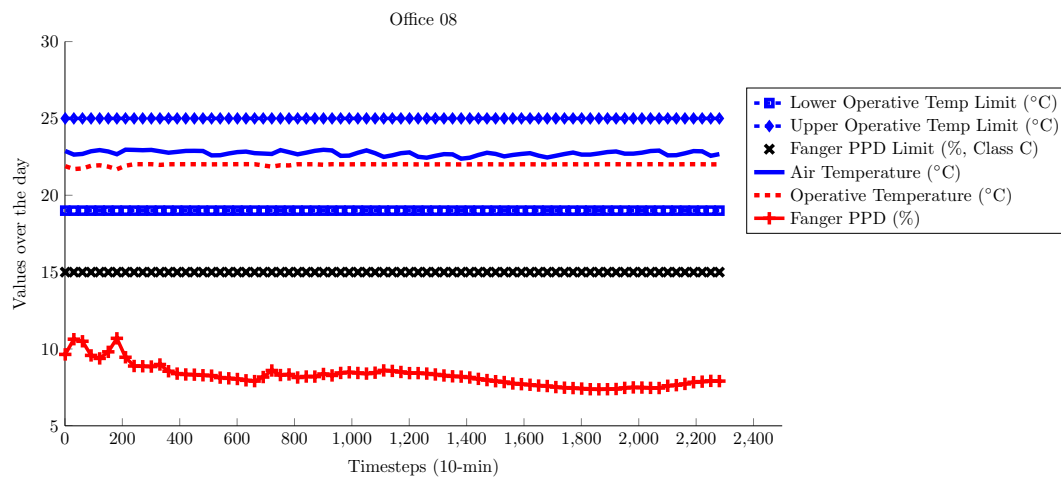 Office 08
30
25
20
15
10
5
Values over the day
0
200
400
600
800
1,000
1,200
1,400
1,600
1,800
2,000
2,200
2,400
Timesteps (10-min)
Lower Operative Temp Limit (°C)
Upper Operative Temp Limit (°C)
Fanger PPD Limit (%, Class C)
Air Temperature (°C)
Operative Temperature (°C)
Fanger PPD (%)